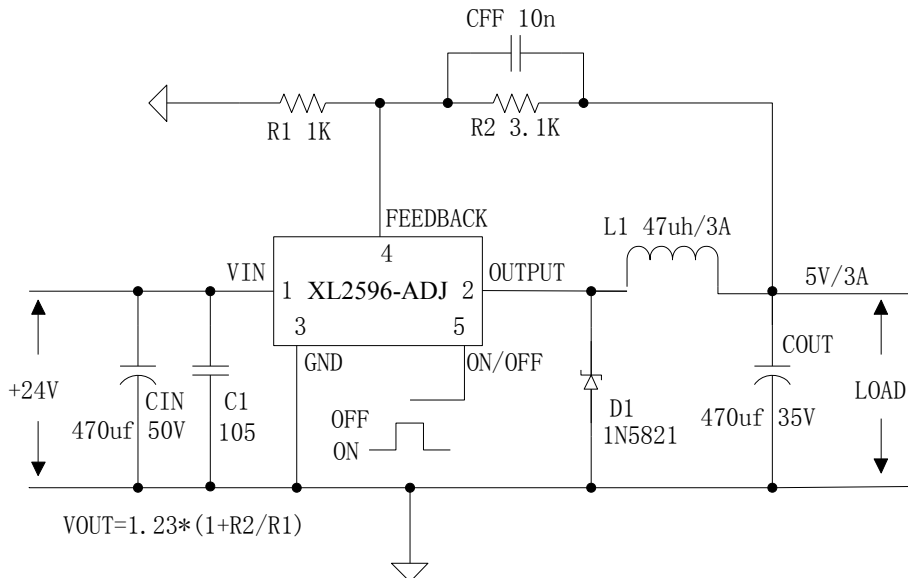 CFF 10n
R1 1K
R2 3.1K
FEEDBACK
4
L1 47uh/3A
VIN
OUTPUT
5V/3A
1 XL2596-ADJ 2
3
5
GND
ON/OFF
COUT
+24V
CIN
C1
OFF
D1
LOAD
470uf 50V
105
ON
1N5821
470uf 35V
VOUT=1.23*(1+R2/R1)